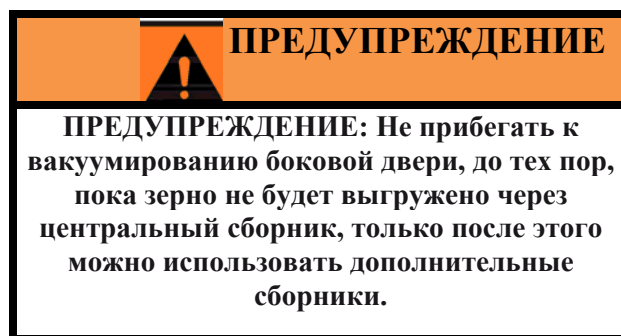 ПРЕДУПРЕЖДЕНИЕ
ПРЕДУПРЕЖДЕНИЕ: Не прибегать к
вакуумированию боковой двери, до тех пор,
пока зерно не будет выгружено через
центральный сборник, только после этого
можно использовать дополнительные
сборники.